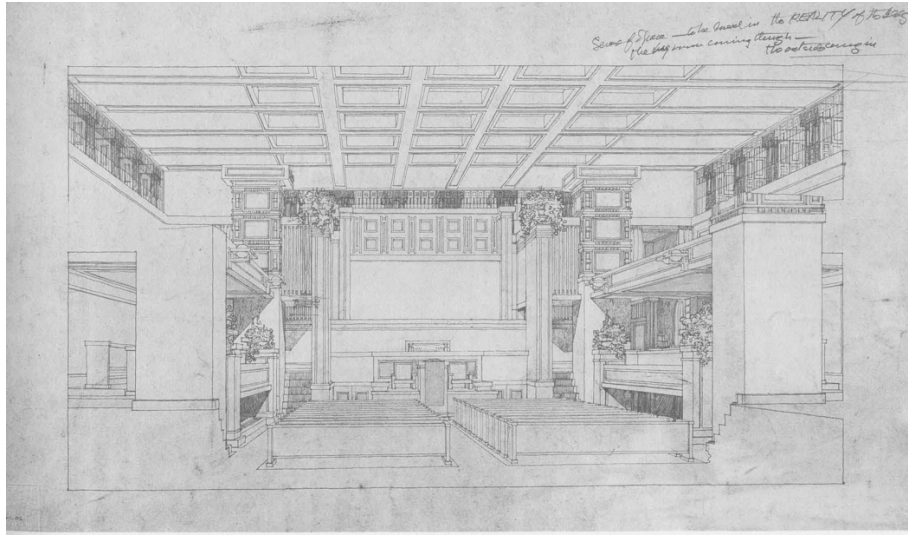 Sense of Space — to be lived in the REALITY of the bldg
the big room coming through —
the outside coming in